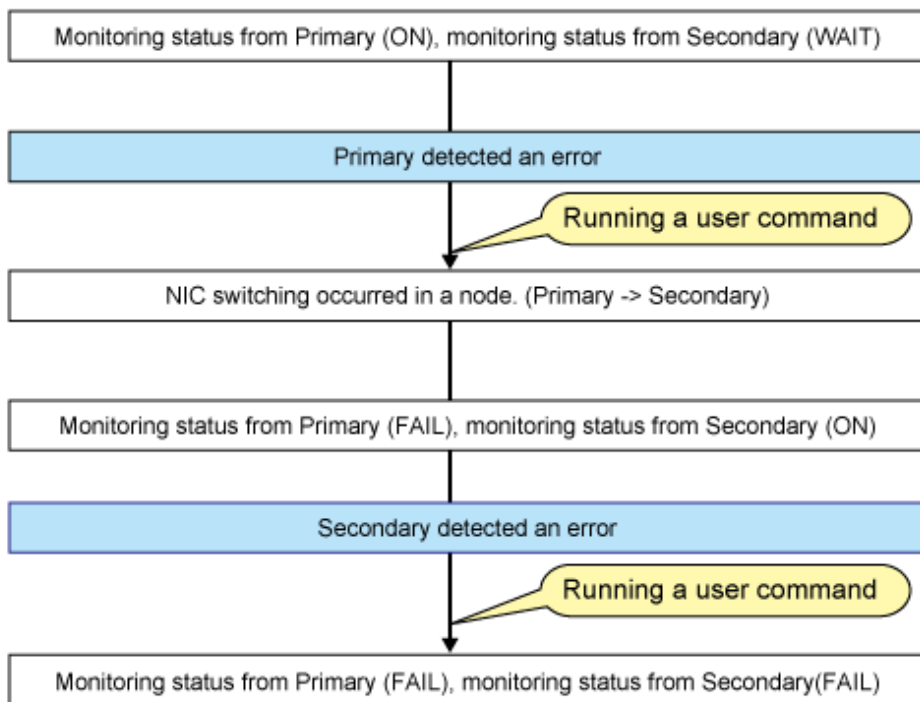 Monitoring status from Primary (ON), monitoring status from Secondary (WAIT)
Primary detected an error
Running a user command
NIC switching occurred in a node. (Primary -> Secondary)
Monitoring status from Primary (FAIL), monitoring status from Secondary (ON)
Secondary detected an error
Running a user command
Monitoring status from Primary (FAIL), monitoring status from Secondary(FAIL)